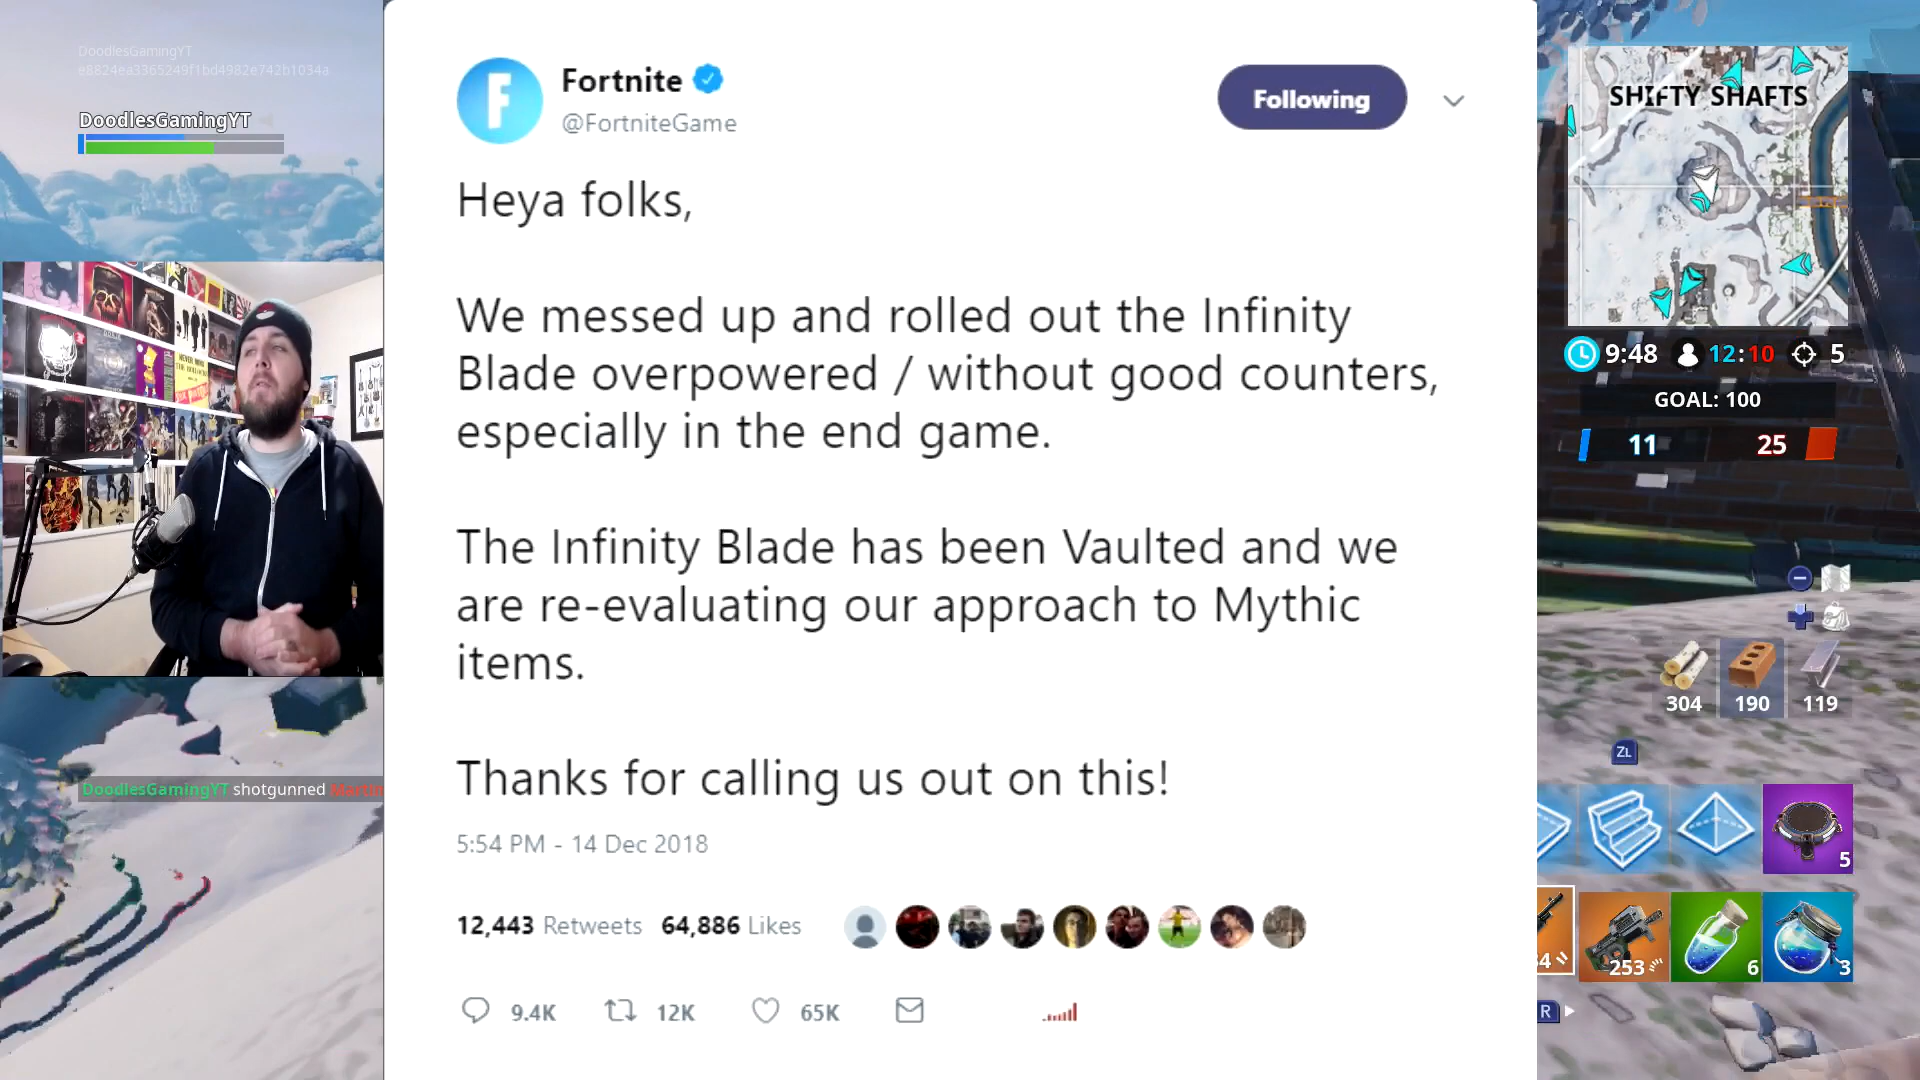 DoodlesGamingYT
e8824ea3365249f1bd4982e742b1034a
DoodlesGamingYT
Fortnite
@FortniteGame
Following
Heya folks,
We messed up and rolled out the Infinity
Blade overpowered / without good counters,
especially in the end game.
The Infinity Blade has been Vaulted and we
are re-evaluating our approach to Mythic
items.
Thanks for calling us out on this!
5:54 PM - 14 Dec 2018
12,443 Retweets 64,886 Likes
9.4K 12K 65K
DoodlesGamingYT shotgunned Martin
SHIFTY SHAFTS
9:48 12:10 5
GOAL: 100
11 25
304 190 119
ZL
5
4 253 6 3
R